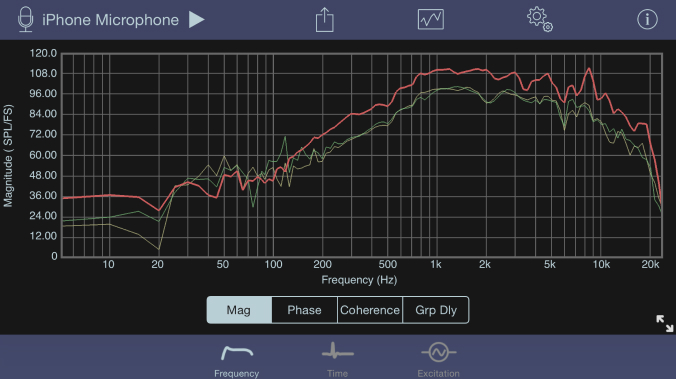 iPhone Microphone
120.0
108.0
96.00
84.00
72.00
60.00
48.00
36.00
24.00
12.00
0
Magnitude ( SPL/FS)
10 20 50 100 200 500 1k 2k 5k 10k 20k
Frequency (Hz)
Mag Phase Coherence Grp Dly
Frequency Time Excitation